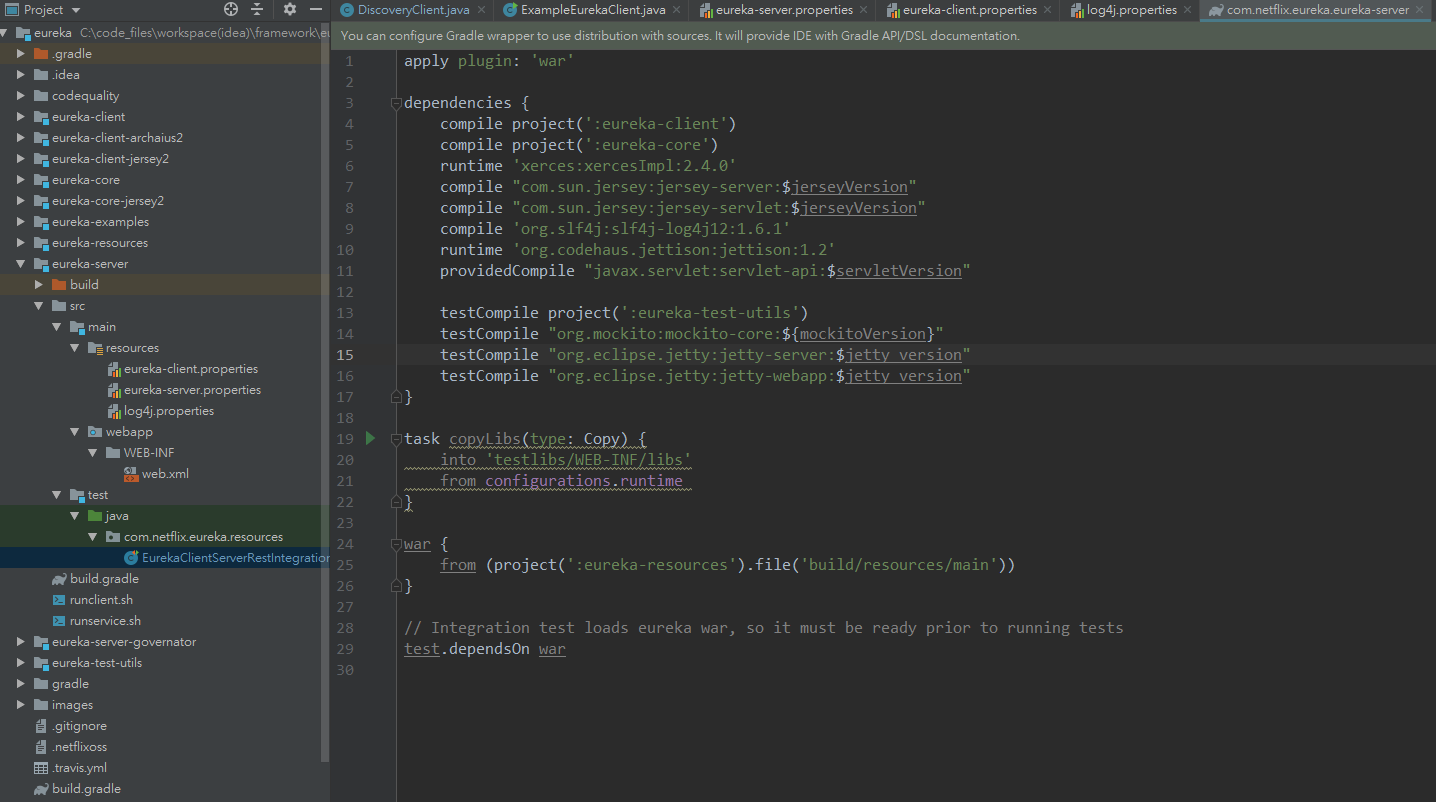 Project
eureka C:\code_files\workspace(idea)\framework\eu
.gradle
.idea
codequality
eureka-client
eureka-client-archaius2
eureka-client-jersey2
eureka-core
eureka-core-jersey2
eureka-examples
eureka-resources
eureka-server
build
src
main
resources
eureka-client.properties
eureka-server.properties
log4j.properties
webapp
WEB-INF
web.xml
test
java
com.netflix.eureka.resources
EurekaClientServerRestIntegration
build.gradle
runclient.sh
runservice.sh
eureka-server-governator
eureka-test-utils
gradle
images
.gitignore
.netflixoss
.travis.yml
build.gradle
DiscoveryClient.java ExampleEurekaClient.java eureka-server.properties eureka-client.properties log4j.properties com.netflix.eureka.eureka-server
You can configure Gradle wrapper to use distribution with sources. It will provide IDE with Gradle API/DSL documentation.
1 apply plugin: 'war'
2
3 dependencies {
4 compile project(':eureka-client')
5 compile project(':eureka-core')
6 runtime 'xerces:xercesImpl:2.4.0'
7 compile "com.sun.jersey:jersey-server:$jerseyVersion"
8 compile "com.sun.jersey:jersey-servlet:$jerseyVersion"
9 compile 'org.slf4j:slf4j-log4j12:1.6.1'
10 runtime 'org.codehaus.jettison:jettison:1.2'
11 providedCompile "javax.servlet:servlet-api:$servletVersion"
12
13 testCompile project(':eureka-test-utils')
14 testCompile "org.mockito:mockito-core:${mockitoVersion}"
15 testCompile "org.eclipse.jetty:jetty-server:$jetty_version"
16 testCompile "org.eclipse.jetty:jetty-webapp:$jetty_version"
17 }
18
19 task copyLibs(type: Copy) {
20 into 'testlibs/WEB-INF/libs'
21 from configurations.runtime
22 }
23
24 war {
25 from (project(':eureka-resources').file('build/resources/main'))
26 }
27
28 // Integration test loads eureka war, so it must be ready prior to running tests
29 test.dependsOn war
30